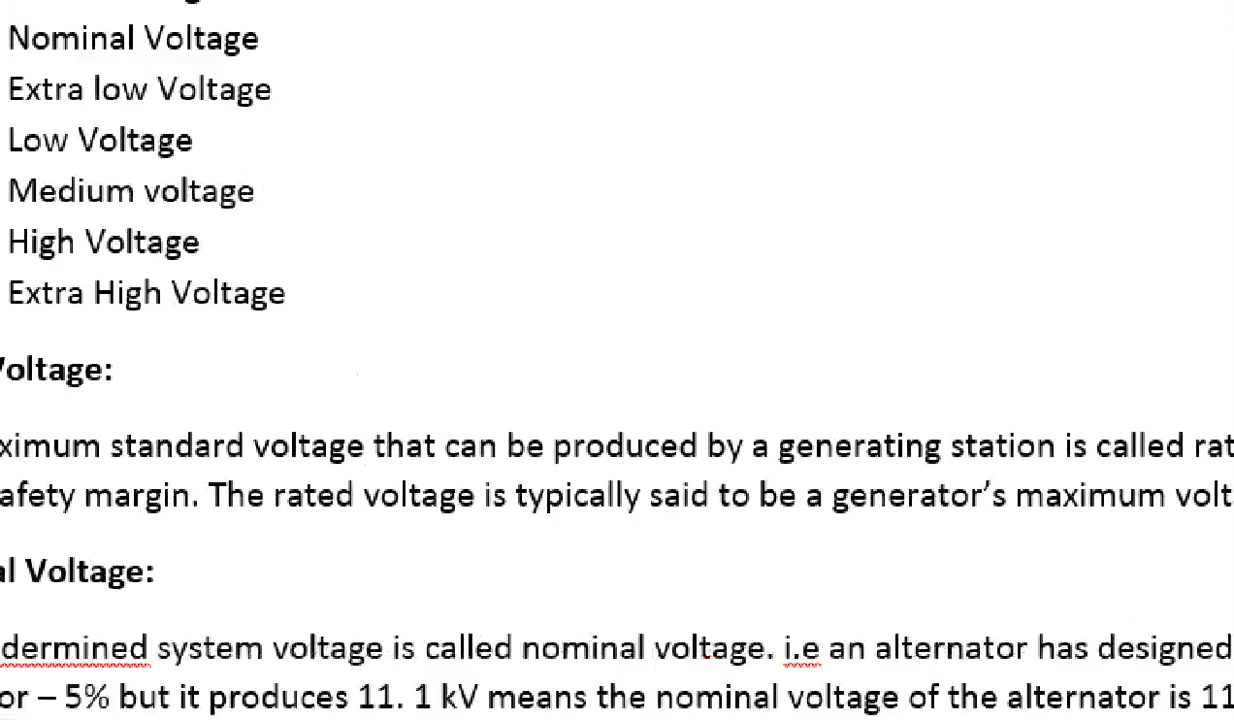 Nominal Voltage
Extra low Voltage
Low Voltage
Medium voltage
High Voltage
Extra High Voltage
Voltage:
ximum standard voltage that can be produced by a generating station is called rat
afety margin. The rated voltage is typically said to be a generator’s maximum volt
al Voltage:
dermined system voltage is called nominal voltage. i.e an alternator has designed
or – 5% but it produces 11. 1 kV means the nominal voltage of the alternator is 11